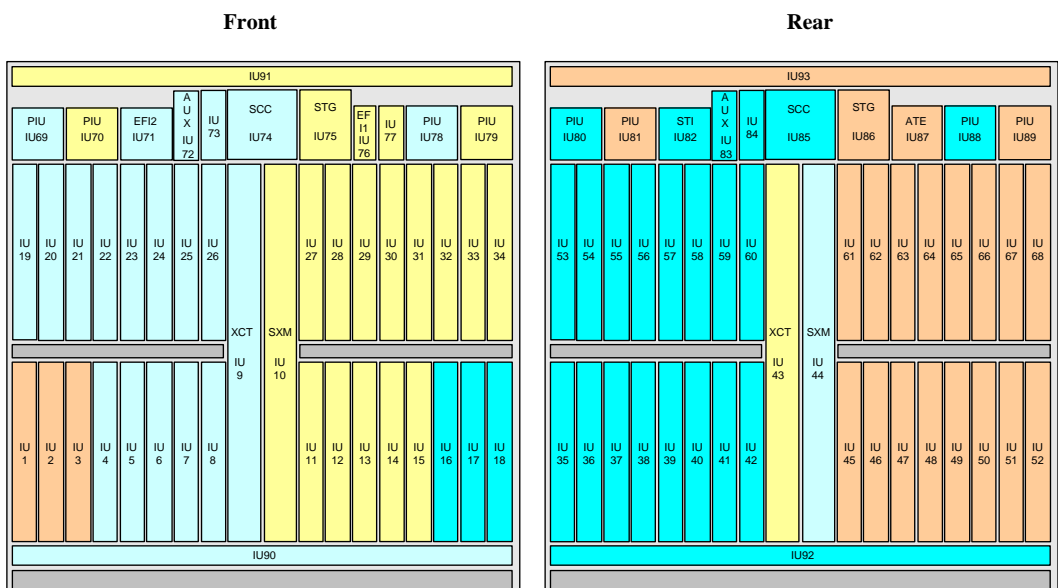 Front
Rear
IU91
PIU
IU69
PIU
IU70
EFI2
IU71
A
U
X
IU
72
IU
73
SCC
IU74
STG
IU75
EF
I1
IU
76
IU
77
PIU
IU78
PIU
IU79
IU
19
IU
20
IU
21
IU
22
IU
23
IU
24
IU
25
IU
26
XCT
IU
9
SXM
IU
10
IU
27
IU
28
IU
29
IU
30
IU
31
IU
32
IU
33
IU
34
IU
1
IU
2
IU
3
IU
4
IU
5
IU
6
IU
7
IU
8
IU
11
IU
12
IU
13
IU
14
IU
15
IU
16
IU
17
IU
18
IU90
IU93
PIU
IU80
PIU
IU81
STI
IU82
A
U
X
IU
83
IU
84
SCC
IU85
STG
IU86
ATE
IU87
PIU
IU88
PIU
IU89
IU
53
IU
54
IU
55
IU
56
IU
57
IU
58
IU
59
IU
60
XCT
IU
43
SXM
IU
44
IU
61
IU
62
IU
63
IU
64
IU
65
IU
66
IU
67
IU
68
IU
35
IU
36
IU
37
IU
38
IU
39
IU
40
IU
41
IU
42
IU
45
IU
46
IU
47
IU
48
IU
49
IU
50
IU
51
IU
52
IU92